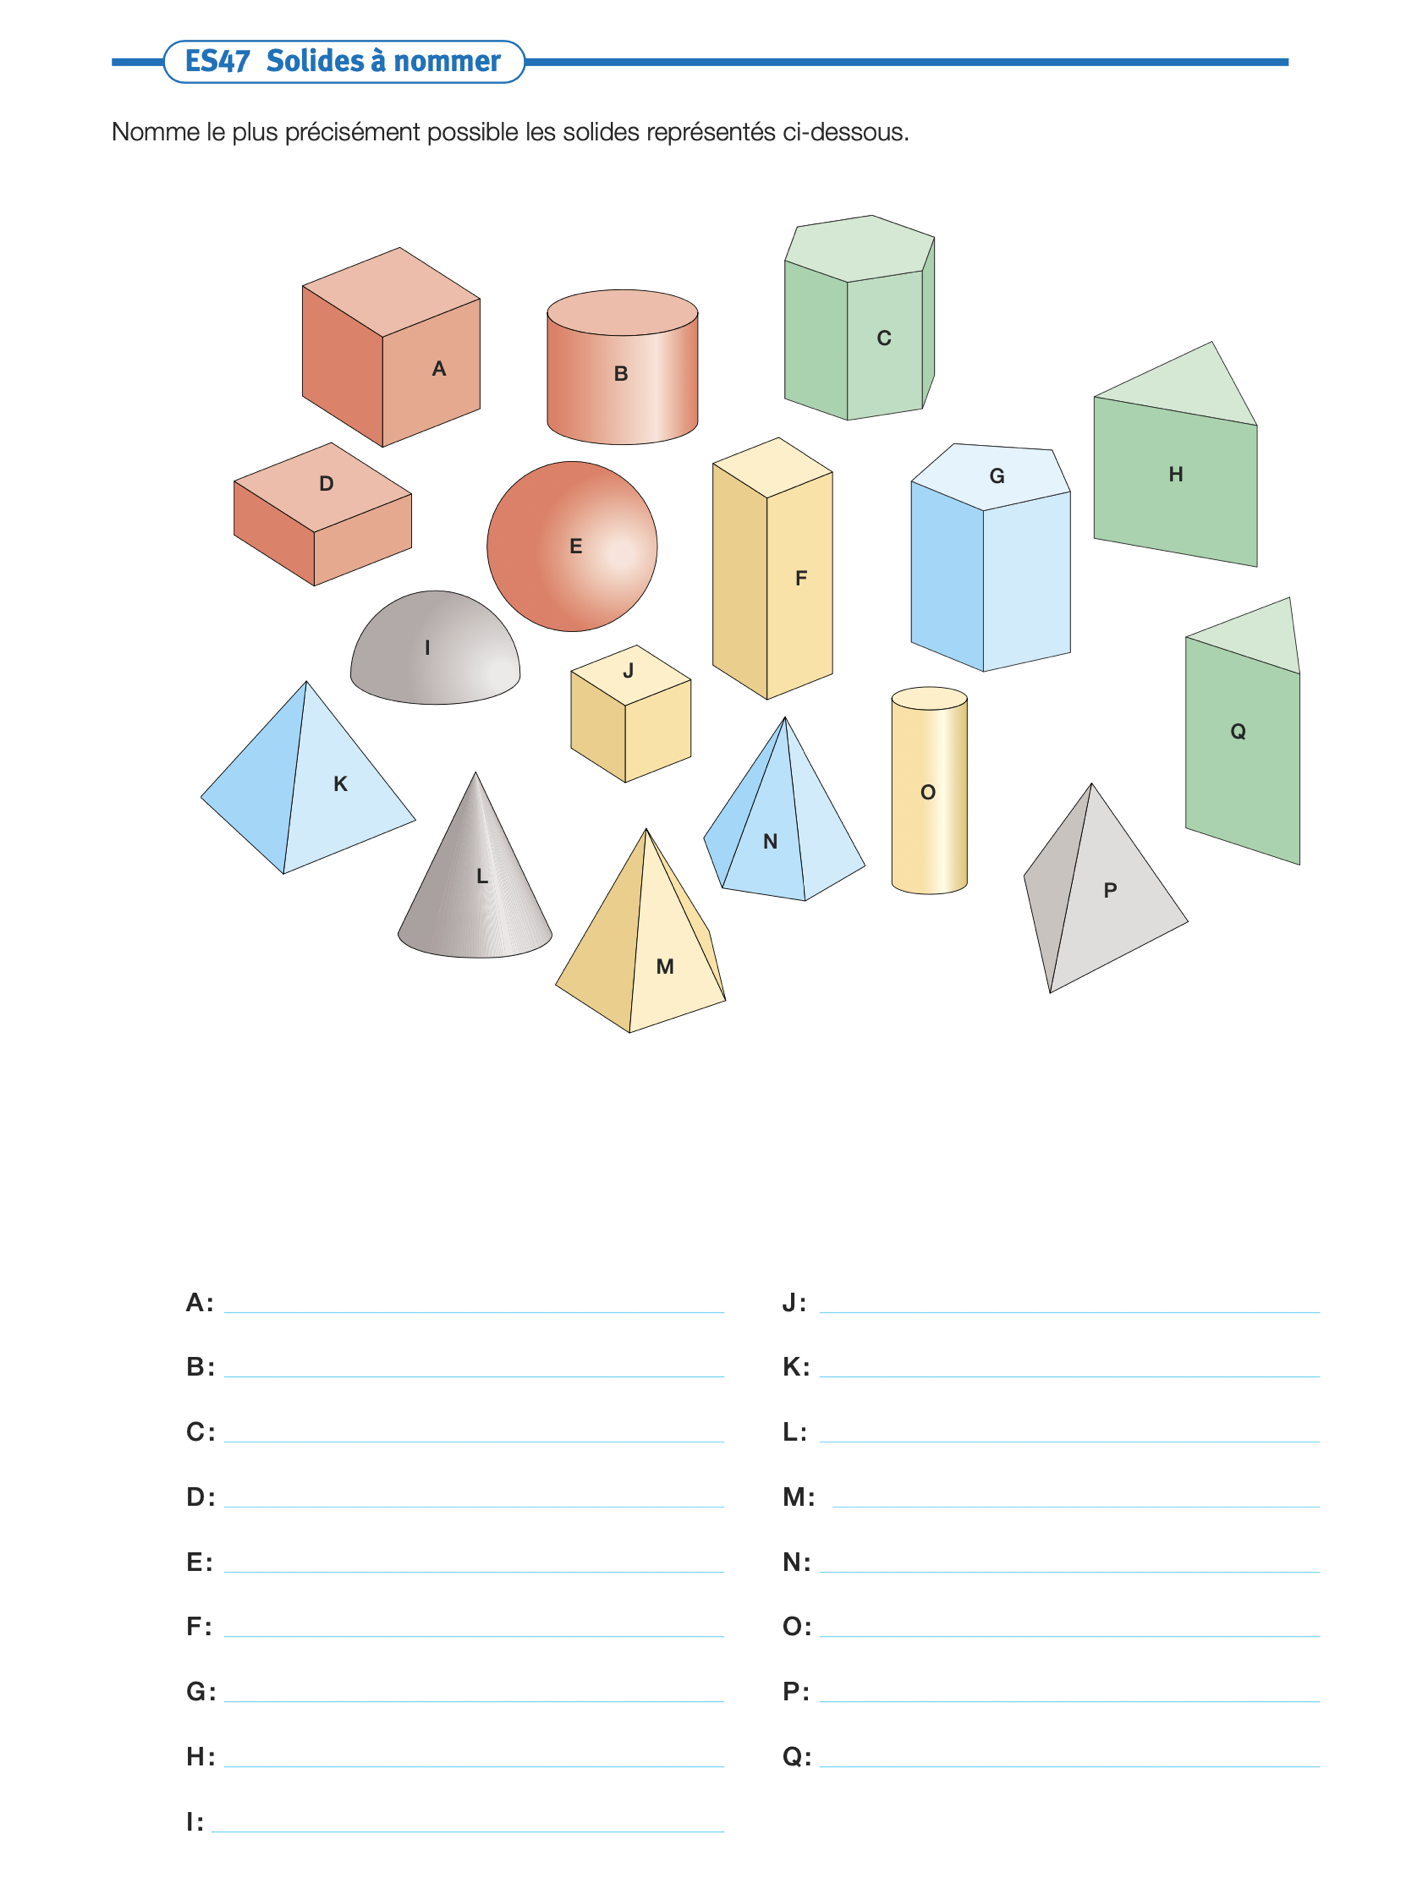 ES47 Solides à nommer
Nomme le plus précisément possible les solides représentés ci-dessous.
C
A
B
H
G
D
E
F
I
J
Q
K
O
N
L
P
M
A:
J:
B:
K:
C:
L:
D:
M:
E:
N:
F:
O:
G:
P:
H:
Q:
I: